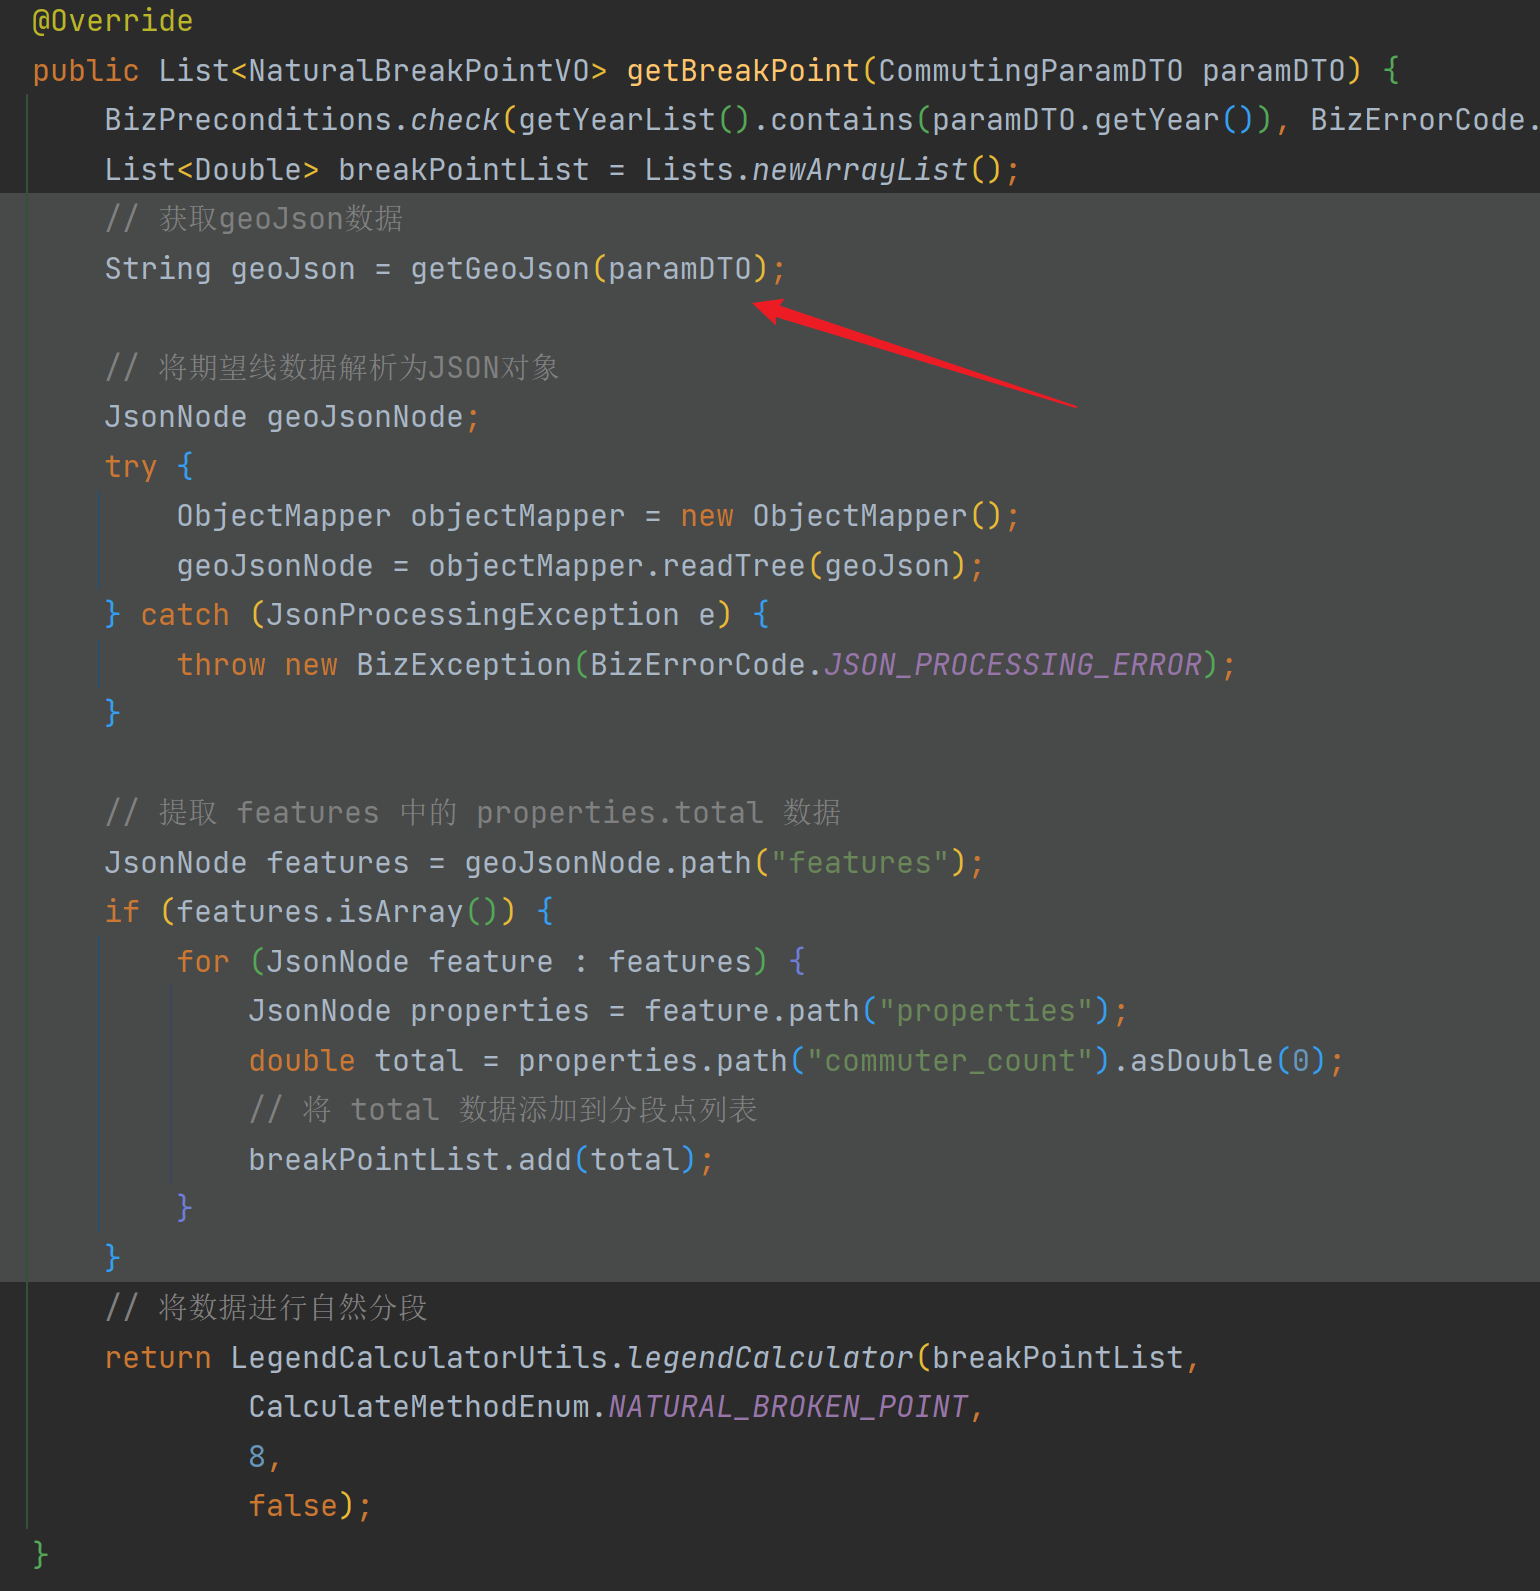 @Override
public List<NaturalBreakPointVO> getBreakPoint(CommutingParamDTO paramDTO) {
    BizPreconditions.check(getYearList().contains(paramDTO.getYear()), BizErrorCode.
    List<Double> breakPointList = Lists.newArrayList();
    // 获取geoJson数据
    String geoJson = getGeoJson(paramDTO);
    // 将期望线数据解析为JSON对象
    JsonNode geoJsonNode;
    try {
        ObjectMapper objectMapper = new ObjectMapper();
        geoJsonNode = objectMapper.readTree(geoJson);
    } catch (JsonProcessingException e) {
        throw new BizException(BizErrorCode.JSON_PROCESSING_ERROR);
    }
    // 提取 features 中的 properties.total 数据
    JsonNode features = geoJsonNode.path("features");
    if (features.isArray()) {
        for (JsonNode feature : features) {
            JsonNode properties = feature.path("properties");
            double total = properties.path("commuter_count").asDouble(0);
            // 将 total 数据添加到分段点列表
            breakPointList.add(total);
        }
    }
    // 将数据进行自然分段
    return LegendCalculatorUtils.legendCalculator(breakPointList,
            CalculateMethodEnum.NATURAL_BROKEN_POINT,
            8,
            false);
}